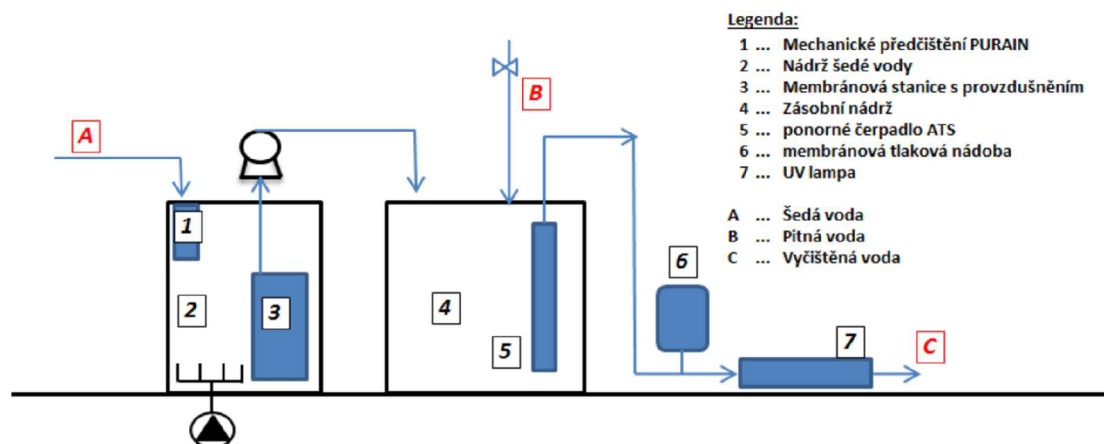 Legenda:
1 ... Mechanické předčištění PURAIN
2 ... Nádrž šedé vody
3 ... Membránová stanice s provzdušněním
4 ... Zásobní nádrž
5 ... ponorné čerpadlo ATS
6 ... membránová tlaková nádoba
7 ... UV lampa
A ... Šedá voda
B ... Pitná voda
C ... Vyčištěná voda
A
B
1
2
3
4
5
6
7
C